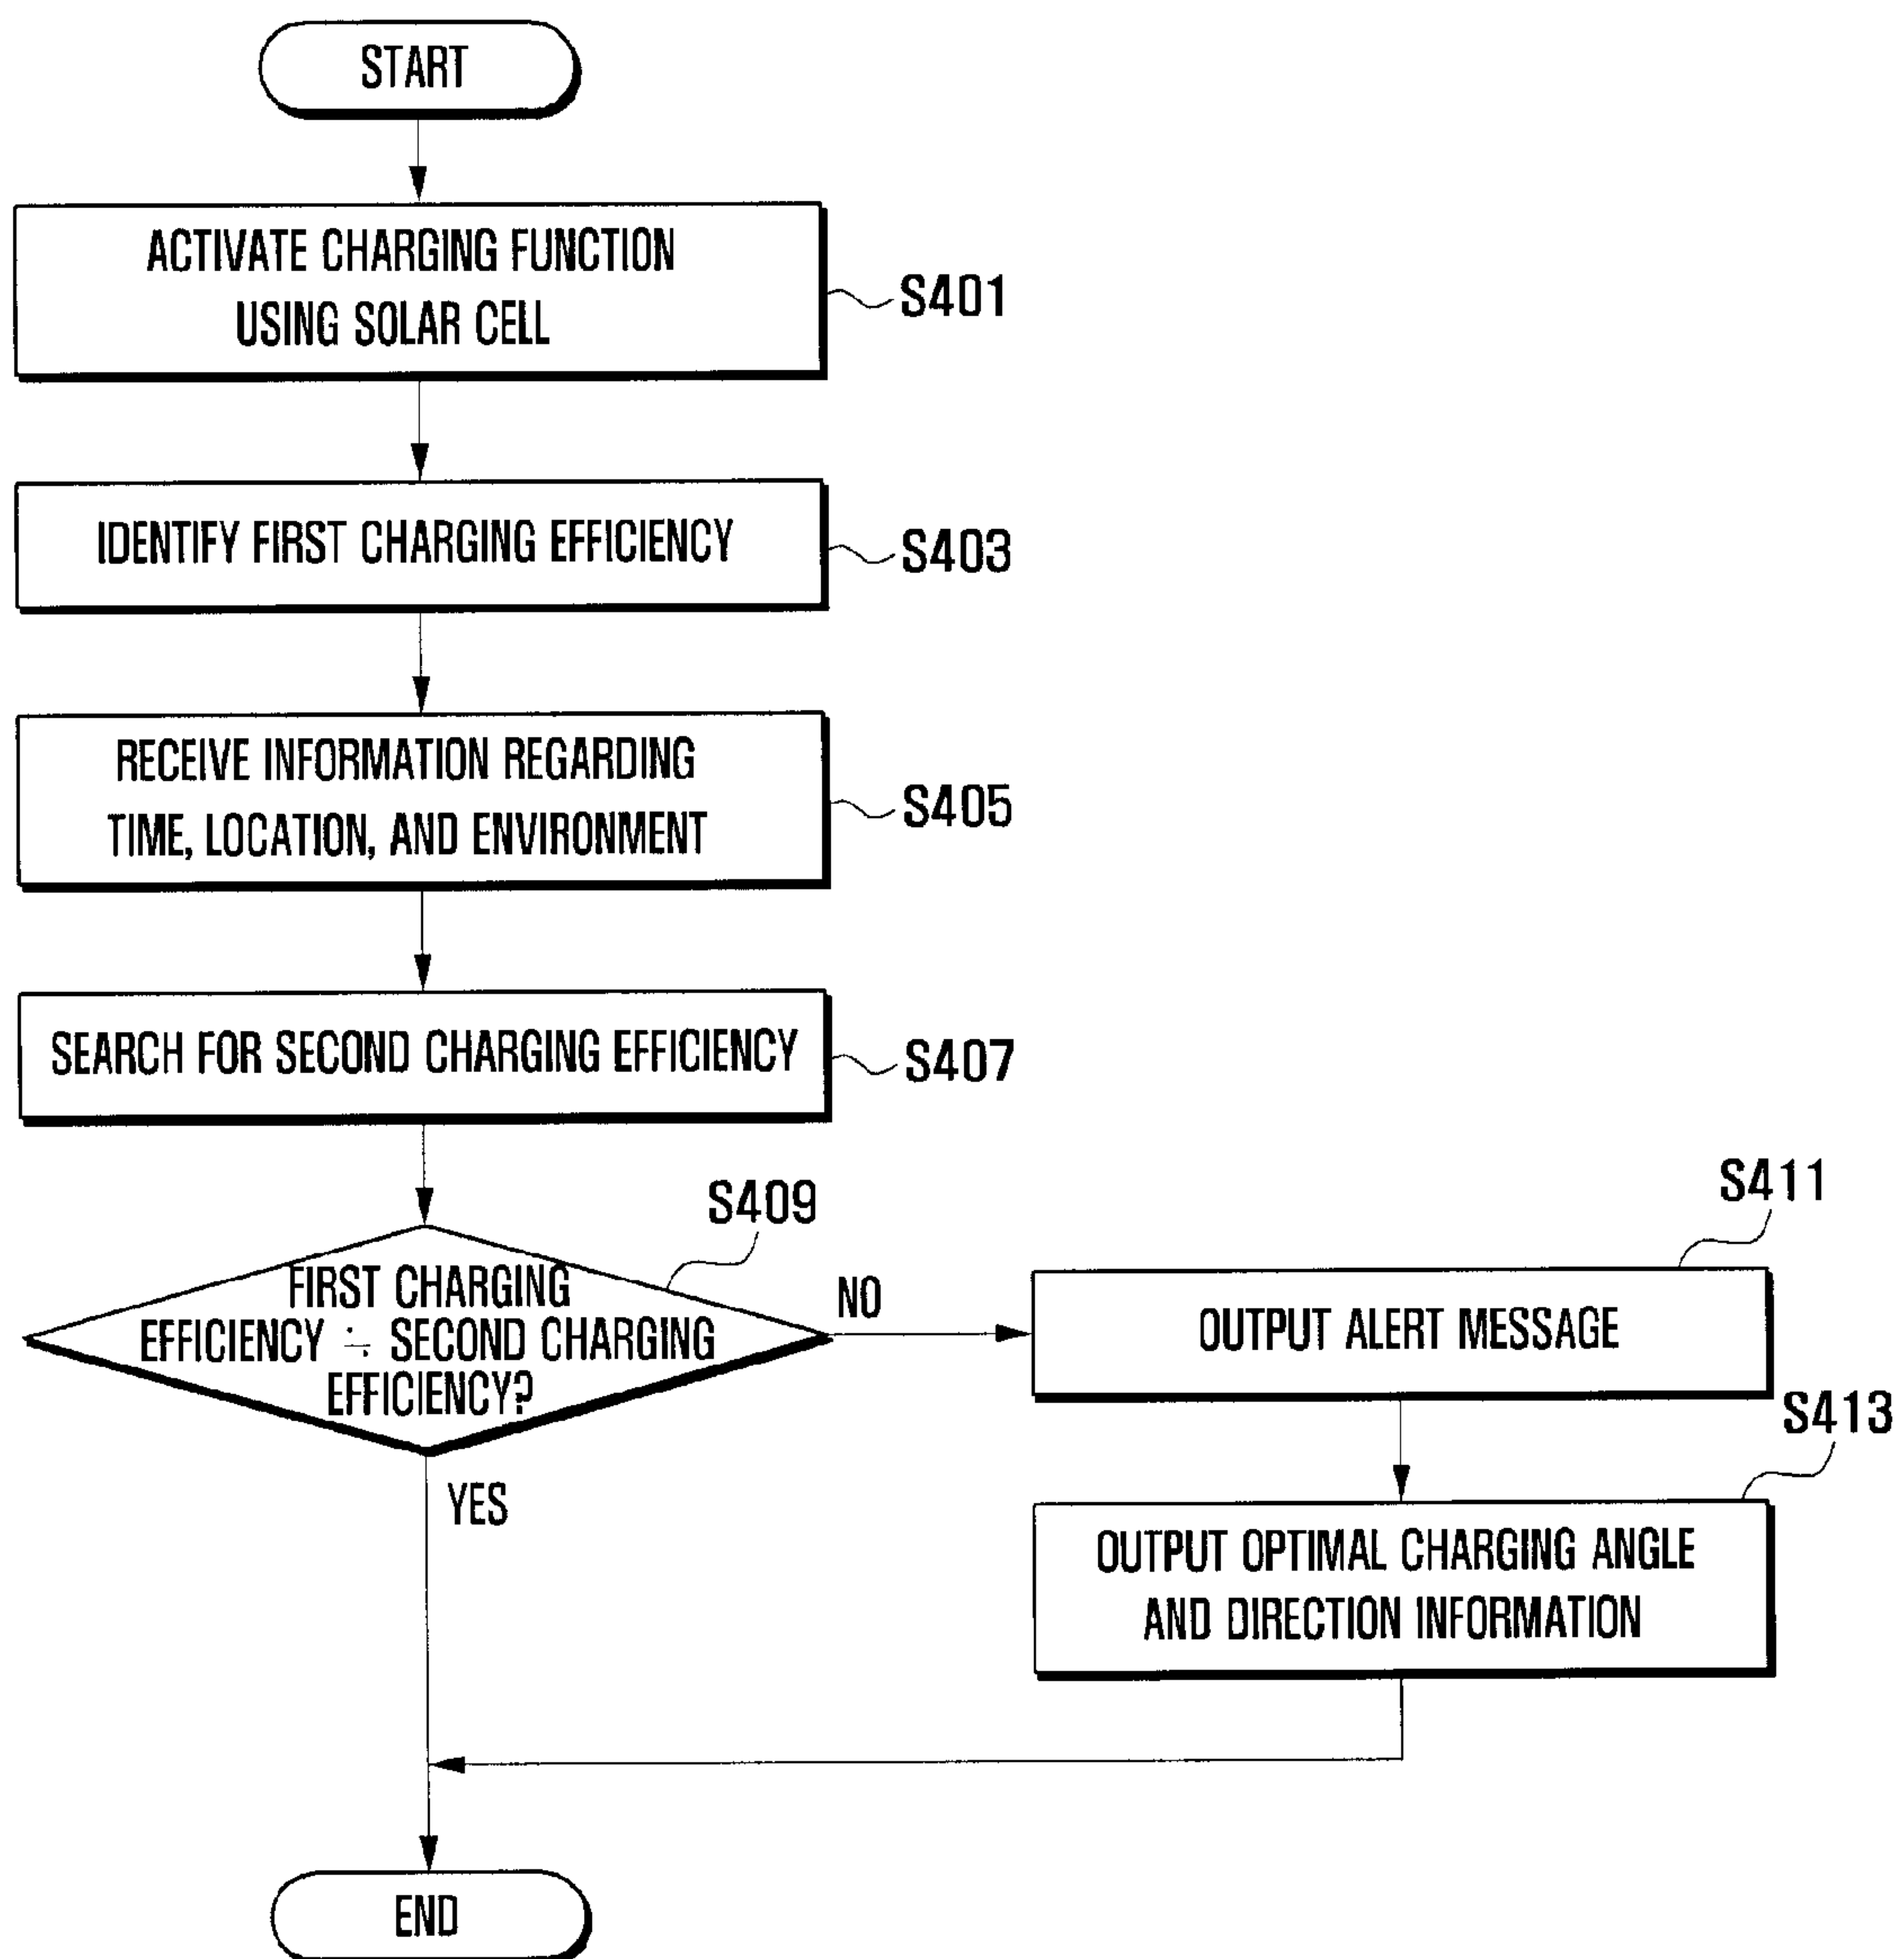 START
ACTIVATE CHARGING FUNCTION
USING SOLAR CELL
S401
IDENTIFY FIRST CHARGING EFFICIENCY
S403
RECEIVE INFORMATION REGARDING
TIME, LOCATION, AND ENVIRONMENT
S405
SEARCH FOR SECOND CHARGING EFFICIENCY
S407
S409
FIRST CHARGING
EFFICIENCY ≒ SECOND CHARGING
EFFICIENCY?
NO
YES
S411
OUTPUT ALERT MESSAGE
S413
OUTPUT OPTIMAL CHARGING ANGLE
AND DIRECTION INFORMATION
END